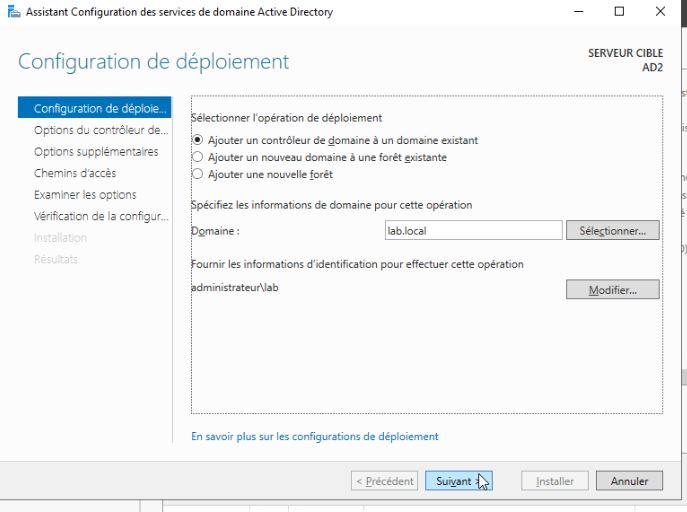 Assistant Configuration des services de domaine Active Directory
Configuration de déploiement
SERVEUR CIBLE
AD2
Configuration de déploie...
Options du contrôleur de...
Options supplémentaires
Chemins d'accès
Examiner les options
Vérification de la configur...
Installation
Résultats
Sélectionner l'opération de déploiement
Ajouter un contrôleur de domaine à un domaine existant
Ajouter un nouveau domaine à une forêt existante
Ajouter une nouvelle forêt
Spécifiez les informations de domaine pour cette opération
Domaine : lab.local Sélectionner...
Fournir les informations d'identification pour effectuer cette opération
administrateur\lab Modifier...
En savoir plus sur les configurations de déploiement
< Précédent Suivant > Installer Annuler